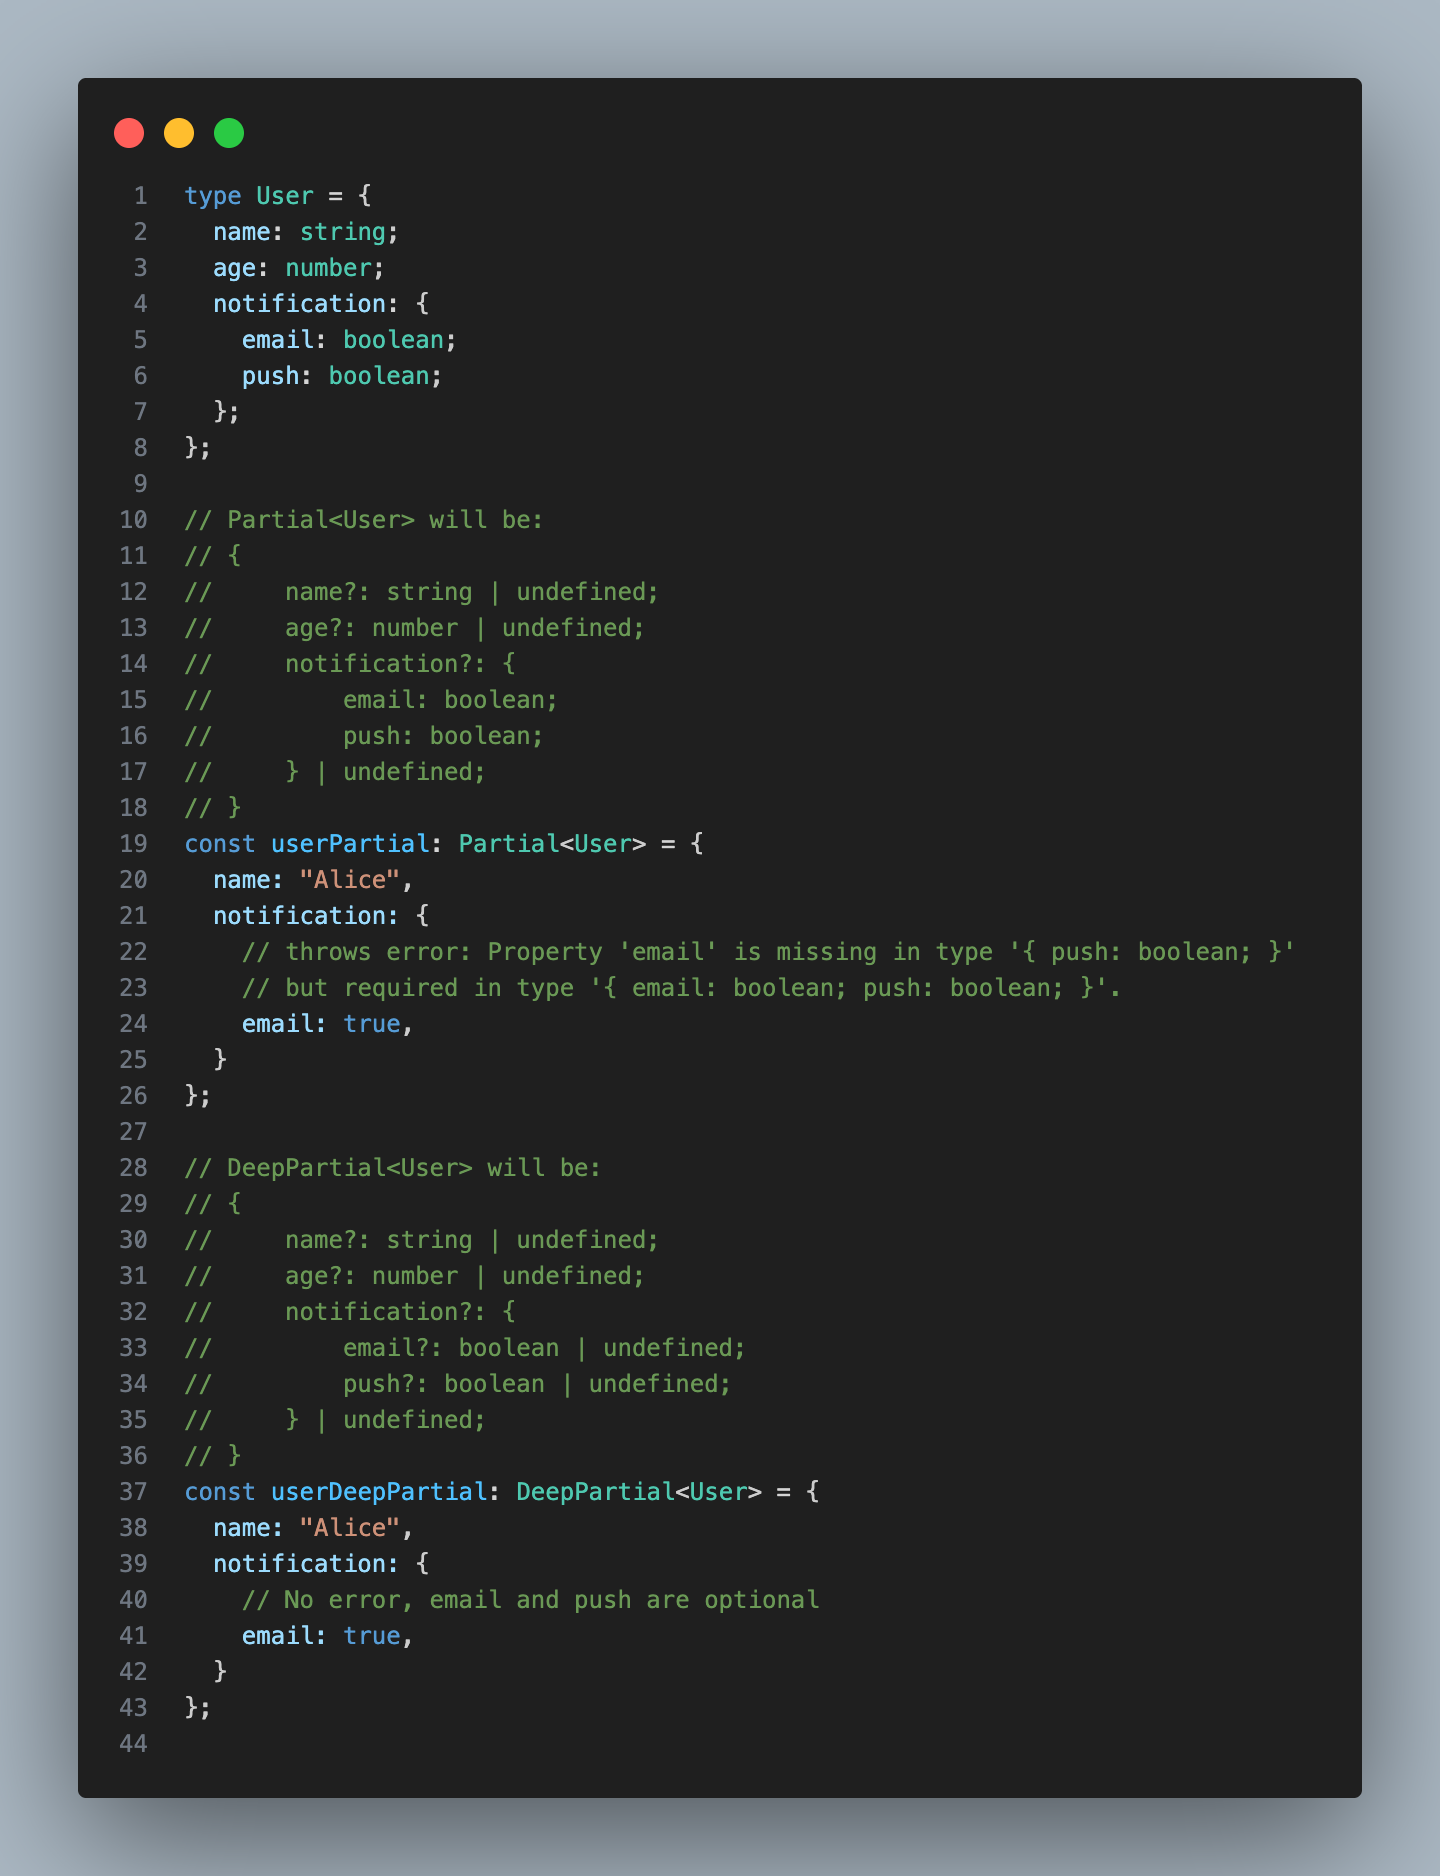 1 type User = {
2   name: string;
3   age: number;
4   notification: {
5     email: boolean;
6     push: boolean;
7   };
8 };
9
10 // Partial<User> will be:
11 // {
12 //     name?: string | undefined;
13 //     age?: number | undefined;
14 //     notification?: {
15 //         email: boolean;
16 //         push: boolean;
17 //     } | undefined;
18 // }
19 const userPartial: Partial<User> = {
20   name: "Alice",
21   notification: {
22     // throws error: Property 'email' is missing in type '{ push: boolean; }'
23     // but required in type '{ email: boolean; push: boolean; }'.
24     email: true,
25   }
26 };
27
28 // DeepPartial<User> will be:
29 // {
30 //     name?: string | undefined;
31 //     age?: number | undefined;
32 //     notification?: {
33 //         email?: boolean | undefined;
34 //         push?: boolean | undefined;
35 //     } | undefined;
36 // }
37 const userDeepPartial: DeepPartial<User> = {
38   name: "Alice",
39   notification: {
40     // No error, email and push are optional
41     email: true,
42   }
43 };
44